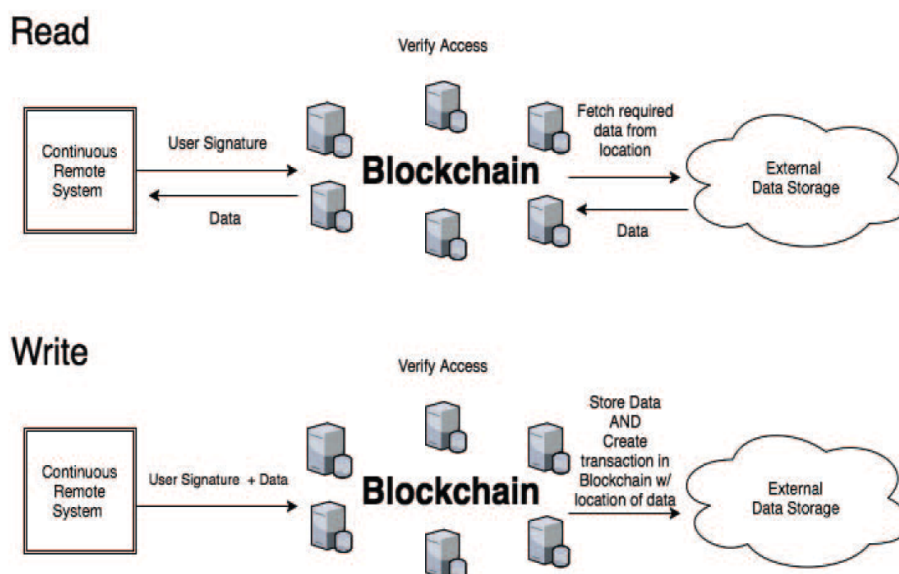 Read
Verify Access
Continuous
Remote
System
User Signature
Data
Blockchain
Fetch required
data from
location
Data
External
Data Storage
Write
Verify Access
Continuous
Remote
System
User Signature + Data
Blockchain
Store Data
AND
Create
transaction in
Blockchain w/
location of data
External
Data Storage